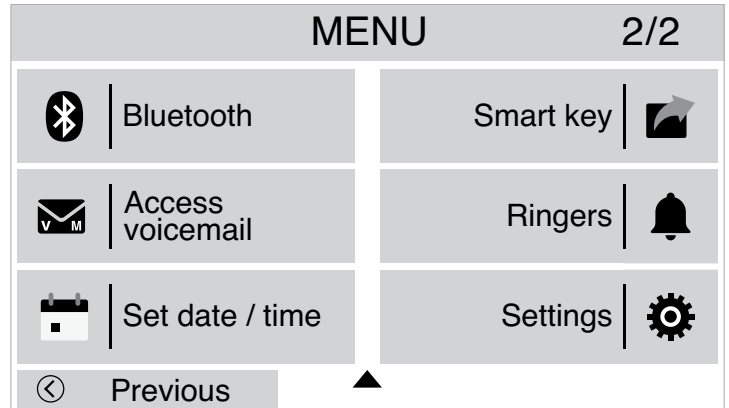 MENU 2/2
Bluetooth
Smart key
V M
Access
voicemail
Ringers
Set date / time
Settings
Previous